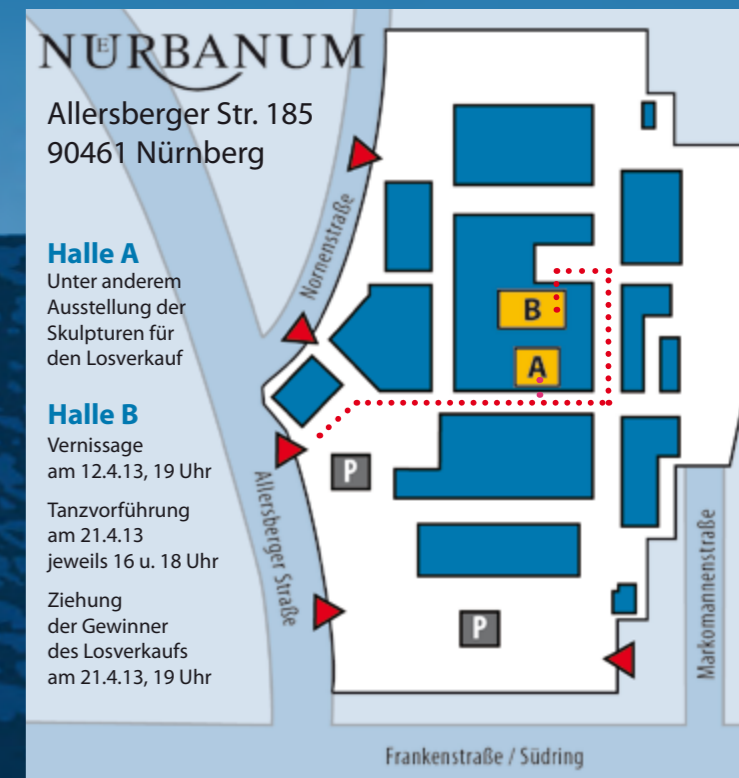 NÜRBANUM
Allersberger Str. 185
90461 Nürnberg
Halle A
Unter anderem
Ausstellung der
Skulpturen für
den Losverkauf
Halle B
Vernissage
am 12.4.13, 19 Uhr
Tanzvorführung
am 21.4.13
jeweils 16 u. 18 Uhr
Ziehung
der Gewinner
des Losverkaufs
am 21.4.13, 19 Uhr
Nornenstraße
B
A
P
Allersberger Straße
P
Markomannenstraße
Frankenstraße / Südring